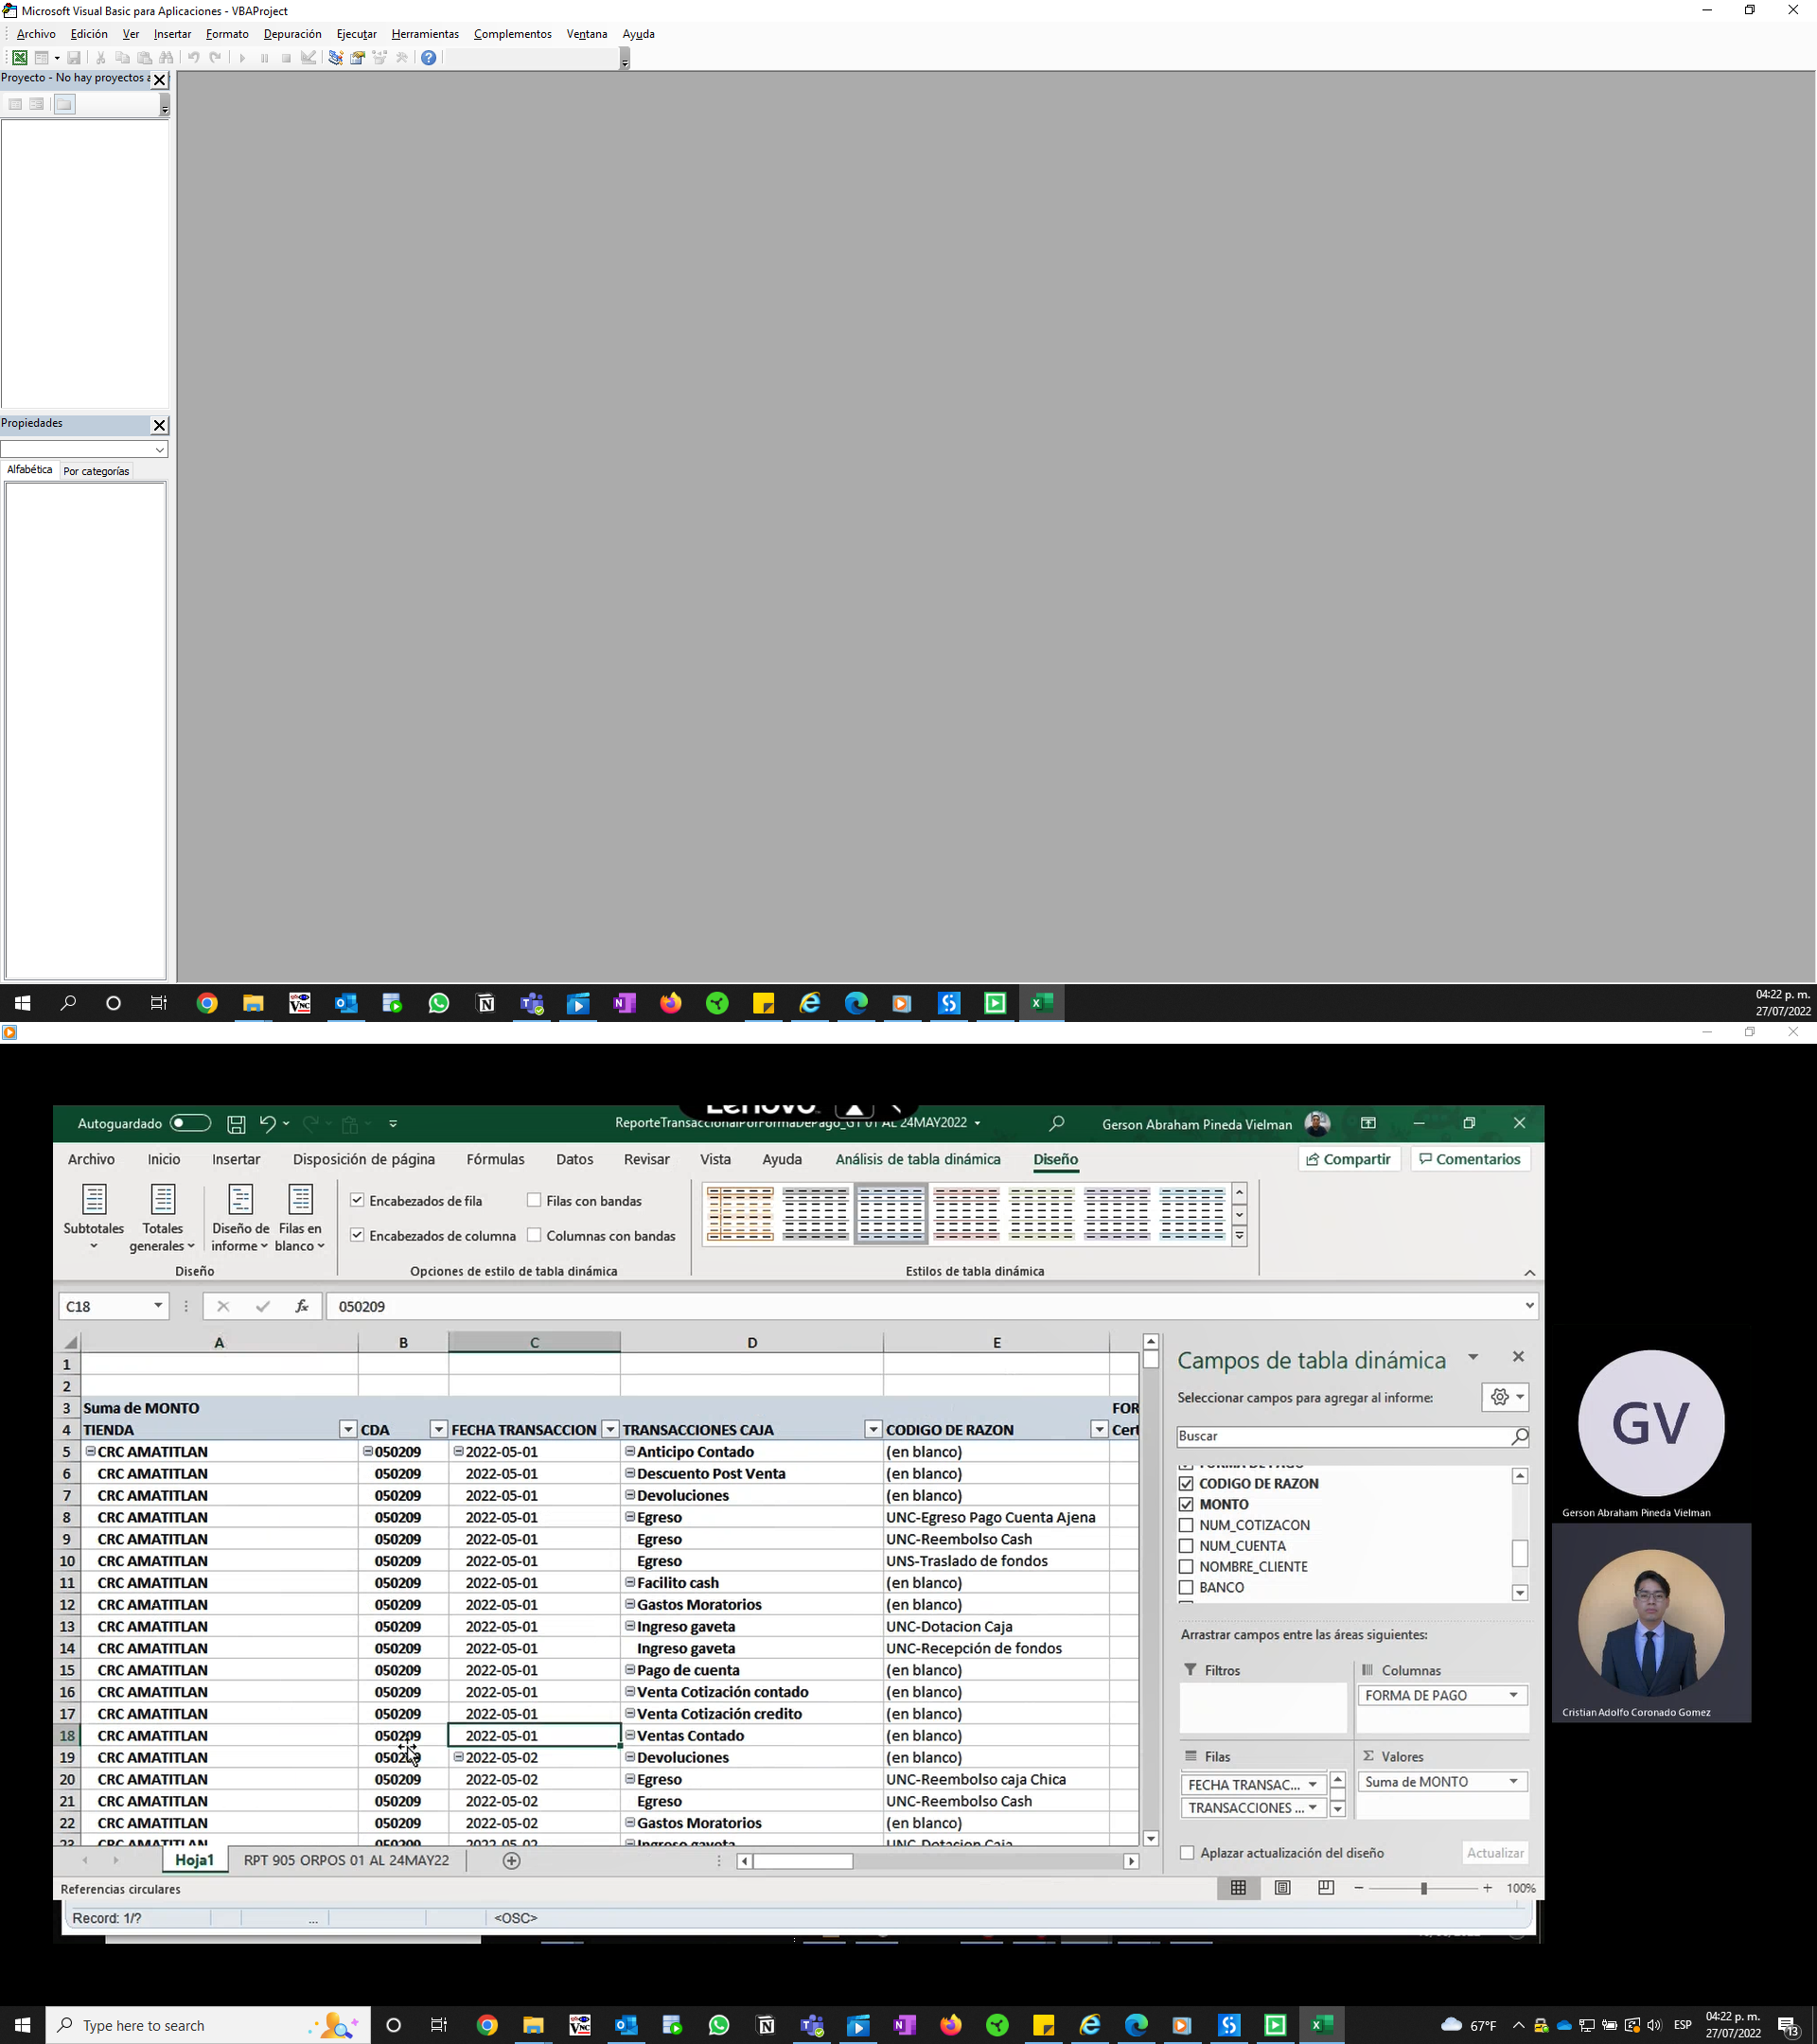 Microsoft Visual Basic para Aplicaciones - VBAProject
Archivo Edición Ver Insertar Formato Depuración Ejecutar Herramientas Complementos Ventana Ayuda
Proyecto - No hay proyectos a
Propiedades
Alfabética Por categorías
04:22 p. m.
27/07/2022
Lenovo
Autoguardado ReporteTransaccionalPorFormaDePago_GT 01 AL 24MAY2022 Gerson Abraham Pineda Vielman
Archivo Inicio Insertar Disposición de página Fórmulas Datos Revisar Vista Ayuda Análisis de tabla dinámica Diseño Compartir Comentarios
Encabezados de fila Filas con bandas
Subtotales Totales generales Diseño de informe Filas en blanco
Encabezados de columna Columnas con bandas
Diseño Opciones de estilo de tabla dinámica Estilos de tabla dinámica
C18 fx 050209
A B C D E
1
2
3 Suma de MONTO FOR
4 TIENDA CDA FECHA TRANSACCION TRANSACCIONES CAJA CODIGO DE RAZON Cert
5 CRC AMATITLAN 050209 2022-05-01 Anticipo Contado (en blanco)
6 CRC AMATITLAN 050209 2022-05-01 Descuento Post Venta (en blanco)
7 CRC AMATITLAN 050209 2022-05-01 Devoluciones (en blanco)
8 CRC AMATITLAN 050209 2022-05-01 Egreso UNC-Egreso Pago Cuenta Ajena
9 CRC AMATITLAN 050209 2022-05-01 Egreso UNC-Reembolso Cash
10 CRC AMATITLAN 050209 2022-05-01 Egreso UNS-Traslado de fondos
11 CRC AMATITLAN 050209 2022-05-01 Facilito cash (en blanco)
12 CRC AMATITLAN 050209 2022-05-01 Gastos Moratorios (en blanco)
13 CRC AMATITLAN 050209 2022-05-01 Ingreso gaveta UNC-Dotacion Caja
14 CRC AMATITLAN 050209 2022-05-01 Ingreso gaveta UNC-Recepción de fondos
15 CRC AMATITLAN 050209 2022-05-01 Pago de cuenta (en blanco)
16 CRC AMATITLAN 050209 2022-05-01 Venta Cotización contado (en blanco)
17 CRC AMATITLAN 050209 2022-05-01 Venta Cotización credito (en blanco)
18 CRC AMATITLAN 050209 2022-05-01 Ventas Contado (en blanco)
19 CRC AMATITLAN 050209 2022-05-02 Devoluciones (en blanco)
20 CRC AMATITLAN 050209 2022-05-02 Egreso UNC-Reembolso caja Chica
21 CRC AMATITLAN 050209 2022-05-02 Egreso UNC-Reembolso Cash
22 CRC AMATITLAN 050209 2022-05-02 Gastos Moratorios (en blanco)
23 CRC AMATITLAN 050209 2022-05-02 Ingreso gaveta UNC-Dotacion Caja
Hoja1 RPT 905 ORPOS 01 AL 24MAY22
Referencias circulares 100%
Record: 1/? ... <OSC>
Campos de tabla dinámica
Seleccionar campos para agregar al informe:
Buscar
FORMA DE PAGO
CODIGO DE RAZON
MONTO
NUM_COTIZACON
NUM_CUENTA
NOMBRE_CLIENTE
BANCO
Arrastrar campos entre las áreas siguientes:
Filtros Columnas
FORMA DE PAGO
Filas Σ Valores
FECHA TRANSAC... Suma de MONTO
TRANSACCIONES ...
Aplazar actualización del diseño Actualizar
GV
Gerson Abraham Pineda Vielman
Cristian Adolfo Coronado Gomez
Type here to search 67°F ESP 04:22 p. m.
27/07/2022
13